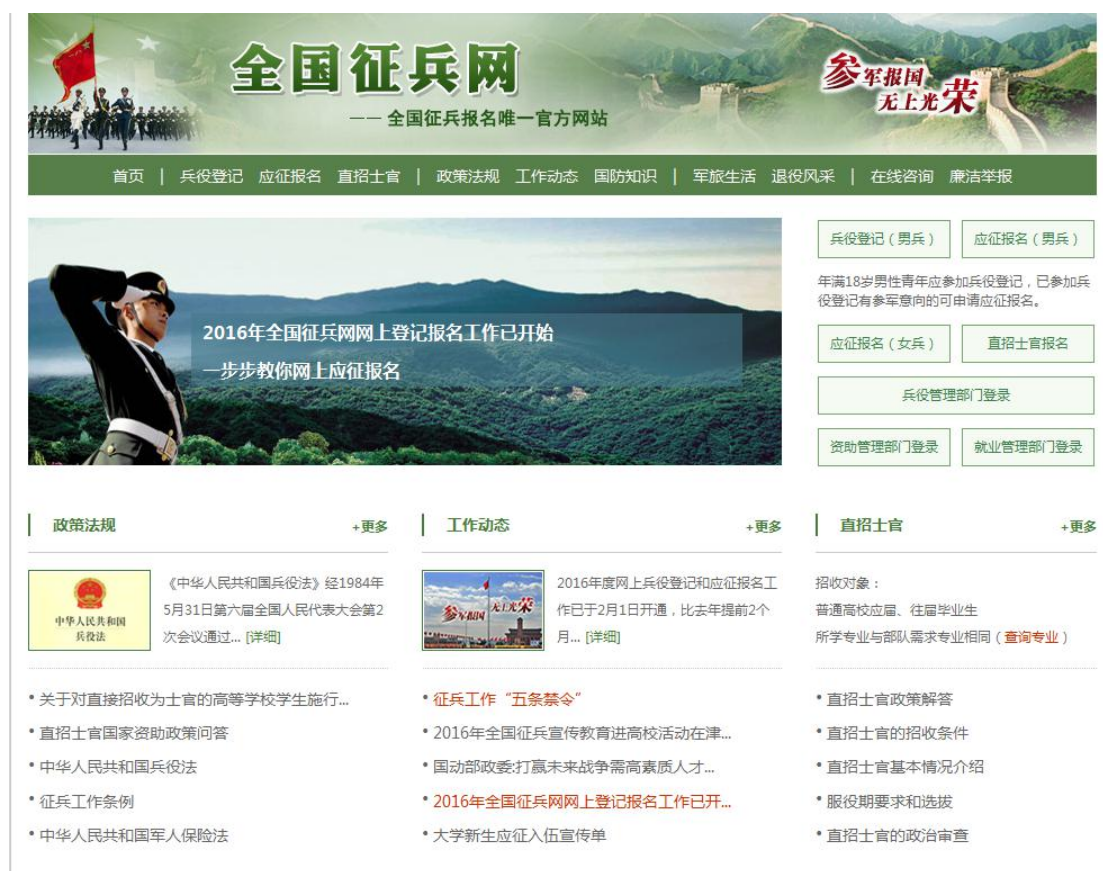 全国征兵网
—— 全国征兵报名唯一官方网站
参军报国
无上光荣
首页 | 兵役登记 应征报名 直招士官 | 政策法规 工作动态 国防知识 | 军旅生活 退役风采 | 在线咨询 廉洁举报
2016年全国征兵网网上登记报名工作已开始
一步步教你网上应征报名
兵役登记（男兵） 应征报名（男兵）
年满18岁男性青年应参加兵役登记，已参加兵
役登记有参军意向的可申请应征报名。
应征报名（女兵） 直招士官报名
兵役管理部门登录
资助管理部门登录 就业管理部门登录
政策法规 +更多
中华人民共和国
兵役法
《中华人民共和国兵役法》经1984年
5月31日第六届全国人民代表大会第2
次会议通过... [详细]
• 关于对直接招收为士官的高等学校学生施行...
• 直招士官国家资助政策问答
• 中华人民共和国兵役法
• 征兵工作条例
• 中华人民共和国军人保险法
工作动态 +更多
参军报国 无上光荣
2016年度网上兵役登记和应征报名工
作已于2月1日开通，比去年提前2个
月... [详细]
• 征兵工作“五条禁令”
• 2016年全国征兵宣传教育进高校活动在津...
• 国动部政委:打赢未来战争需高素质人才...
• 2016年全国征兵网网上登记报名工作已开...
• 大学新生应征入伍宣传单
直招士官 +更多
招收对象：
普通高校应届、往届毕业生
所学专业与部队需求专业相同（查询专业）
• 直招士官政策解答
• 直招士官的招收条件
• 直招士官基本情况介绍
• 服役期要求和选拔
• 直招士官的政治审查